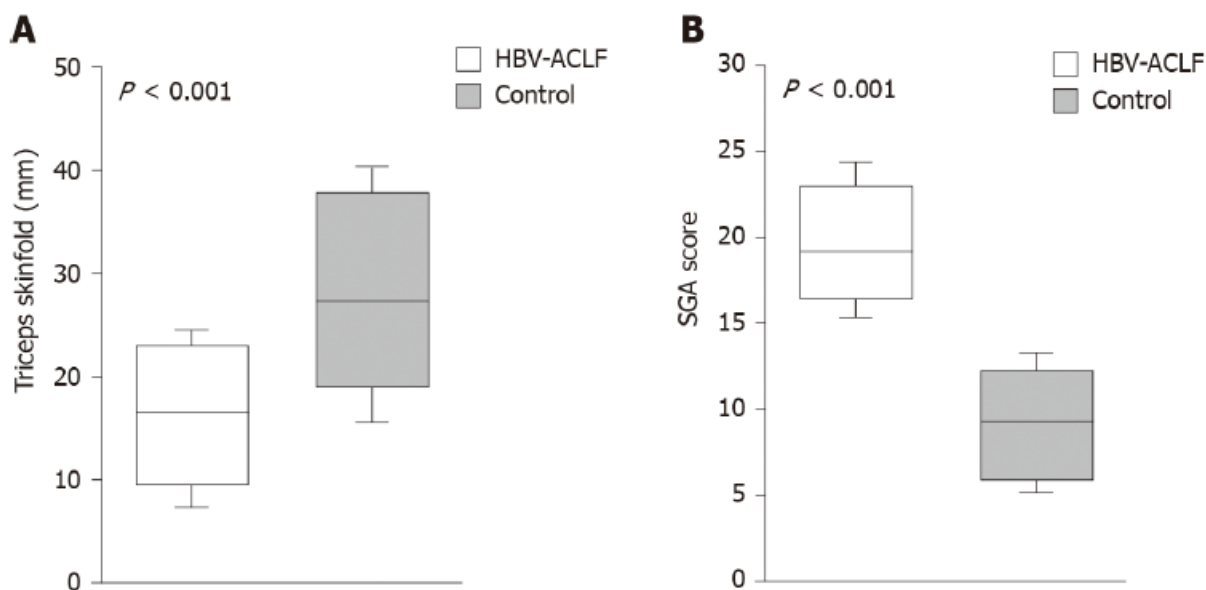 A
HBV-ACLF
Control
P < 0.001
Triceps skinfold (mm)
50
40
30
20
10
0
B
HBV-ACLF
Control
P < 0.001
SGA score
30
25
20
15
10
5
0